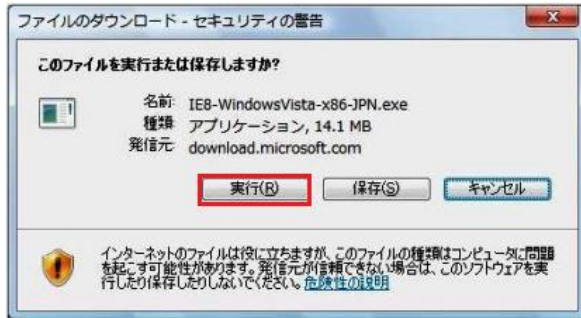 ファイルのダウンロード - セキュリティの警告
このファイルを実行または保存しますか?
名前: IE8-WindowsVista-x86-JPN.exe
種類: アプリケーション, 14.1 MB
発信元: download.microsoft.com
実行(R) 保存(S) キャンセル
インターネットのファイルは役に立ちますが、このファイルの種類はコンピュータに問題
を起こす可能性があります。発信元が信頼できない場合は、このソフトウェアを実
行したり保存したりしないでください。危険性の説明